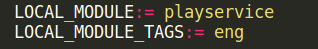 LOCAL_MODULE:= playservice
LOCAL_MODULE_TAGS:= eng